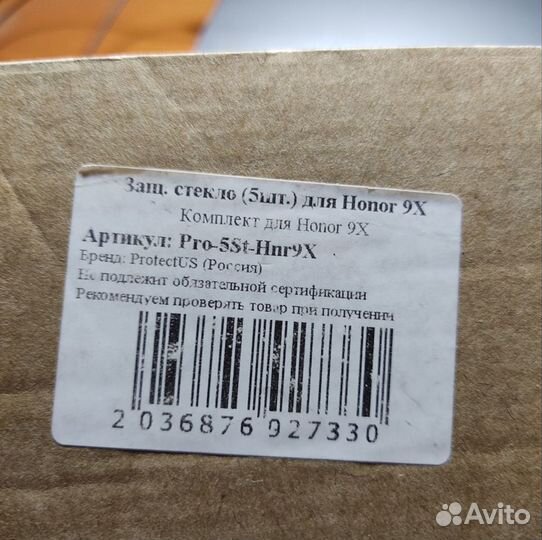 Защ. стекло (5шт.) для Honor 9X
Комплект для Honor 9X
Артикул: Pro-5St-Hnr9X
Бренд: ProtectUS (Россия)
Не подлежит обязательной сертификации
Рекомендуем проверять товар при получении
2 036876 927330
Avito